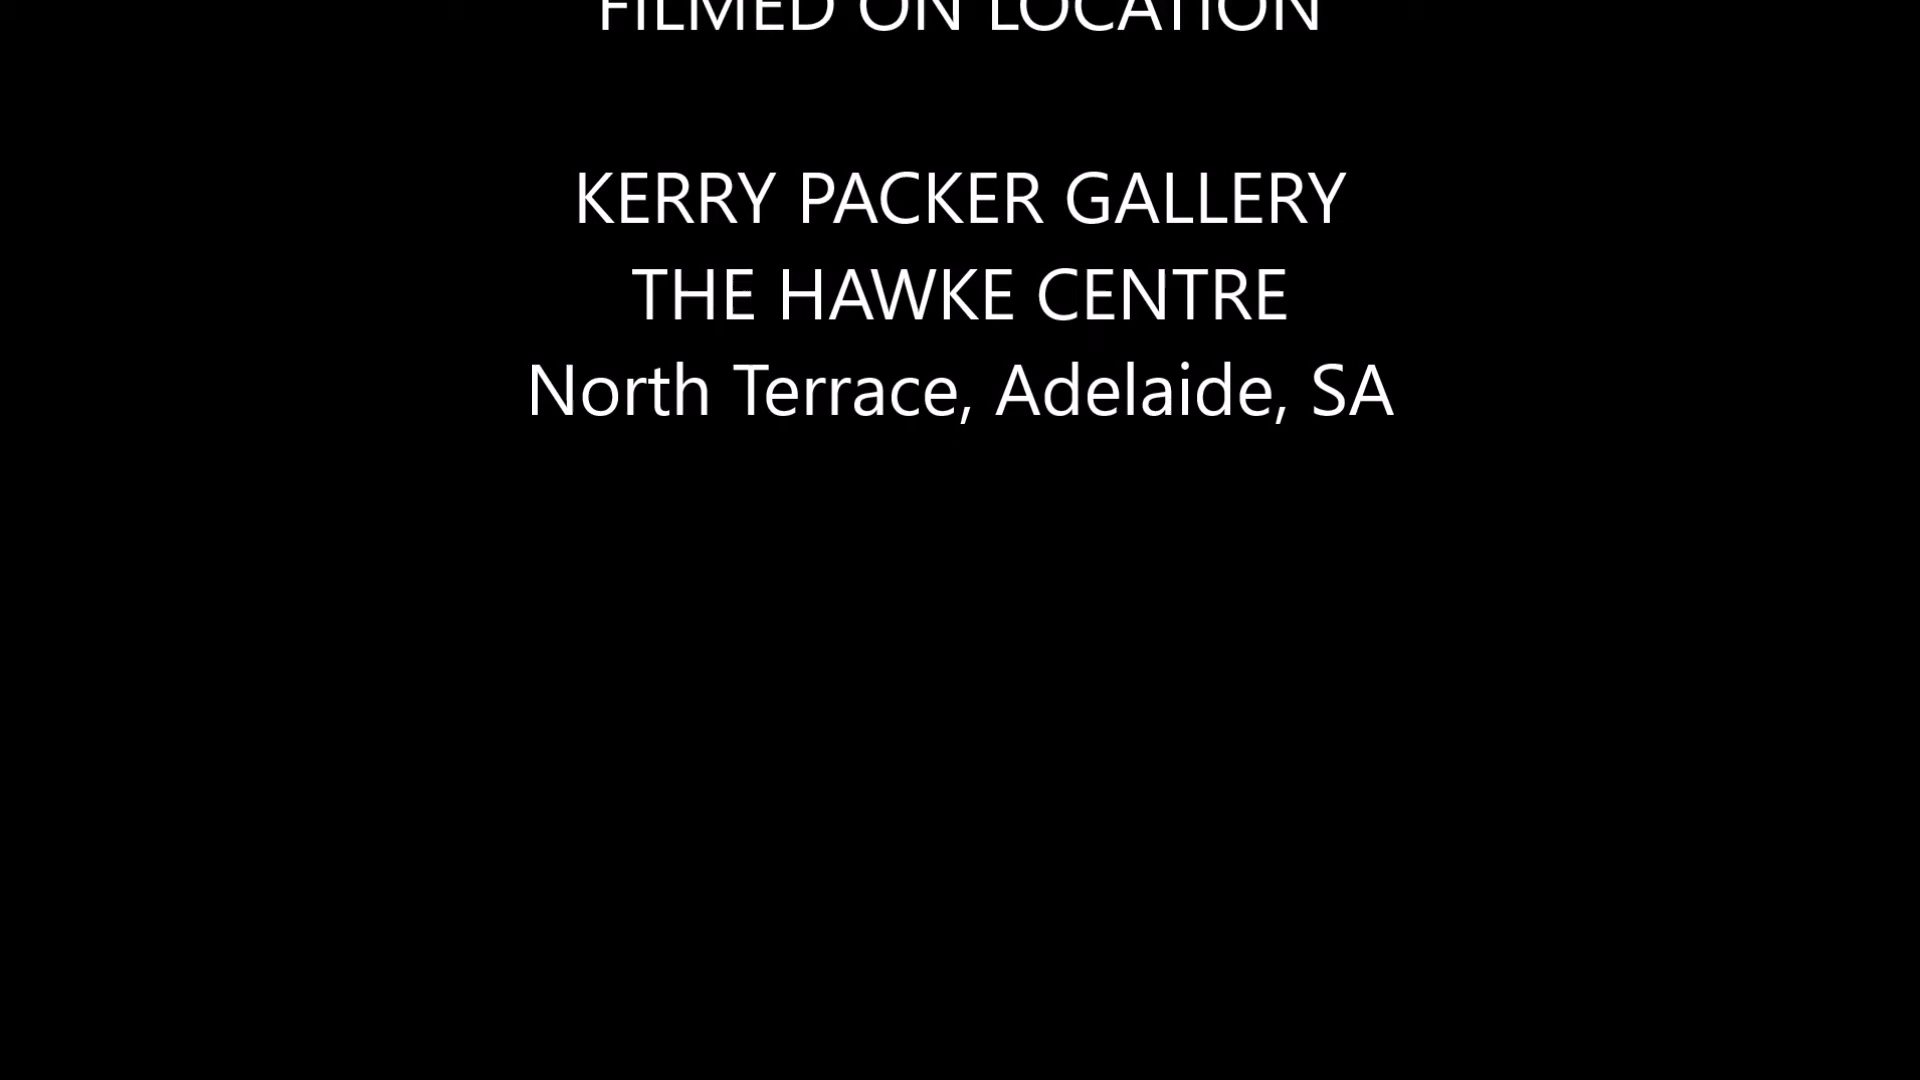 FILMED ON LOCATION
KERRY PACKER GALLERY
THE HAWKE CENTRE
North Terrace, Adelaide, SA